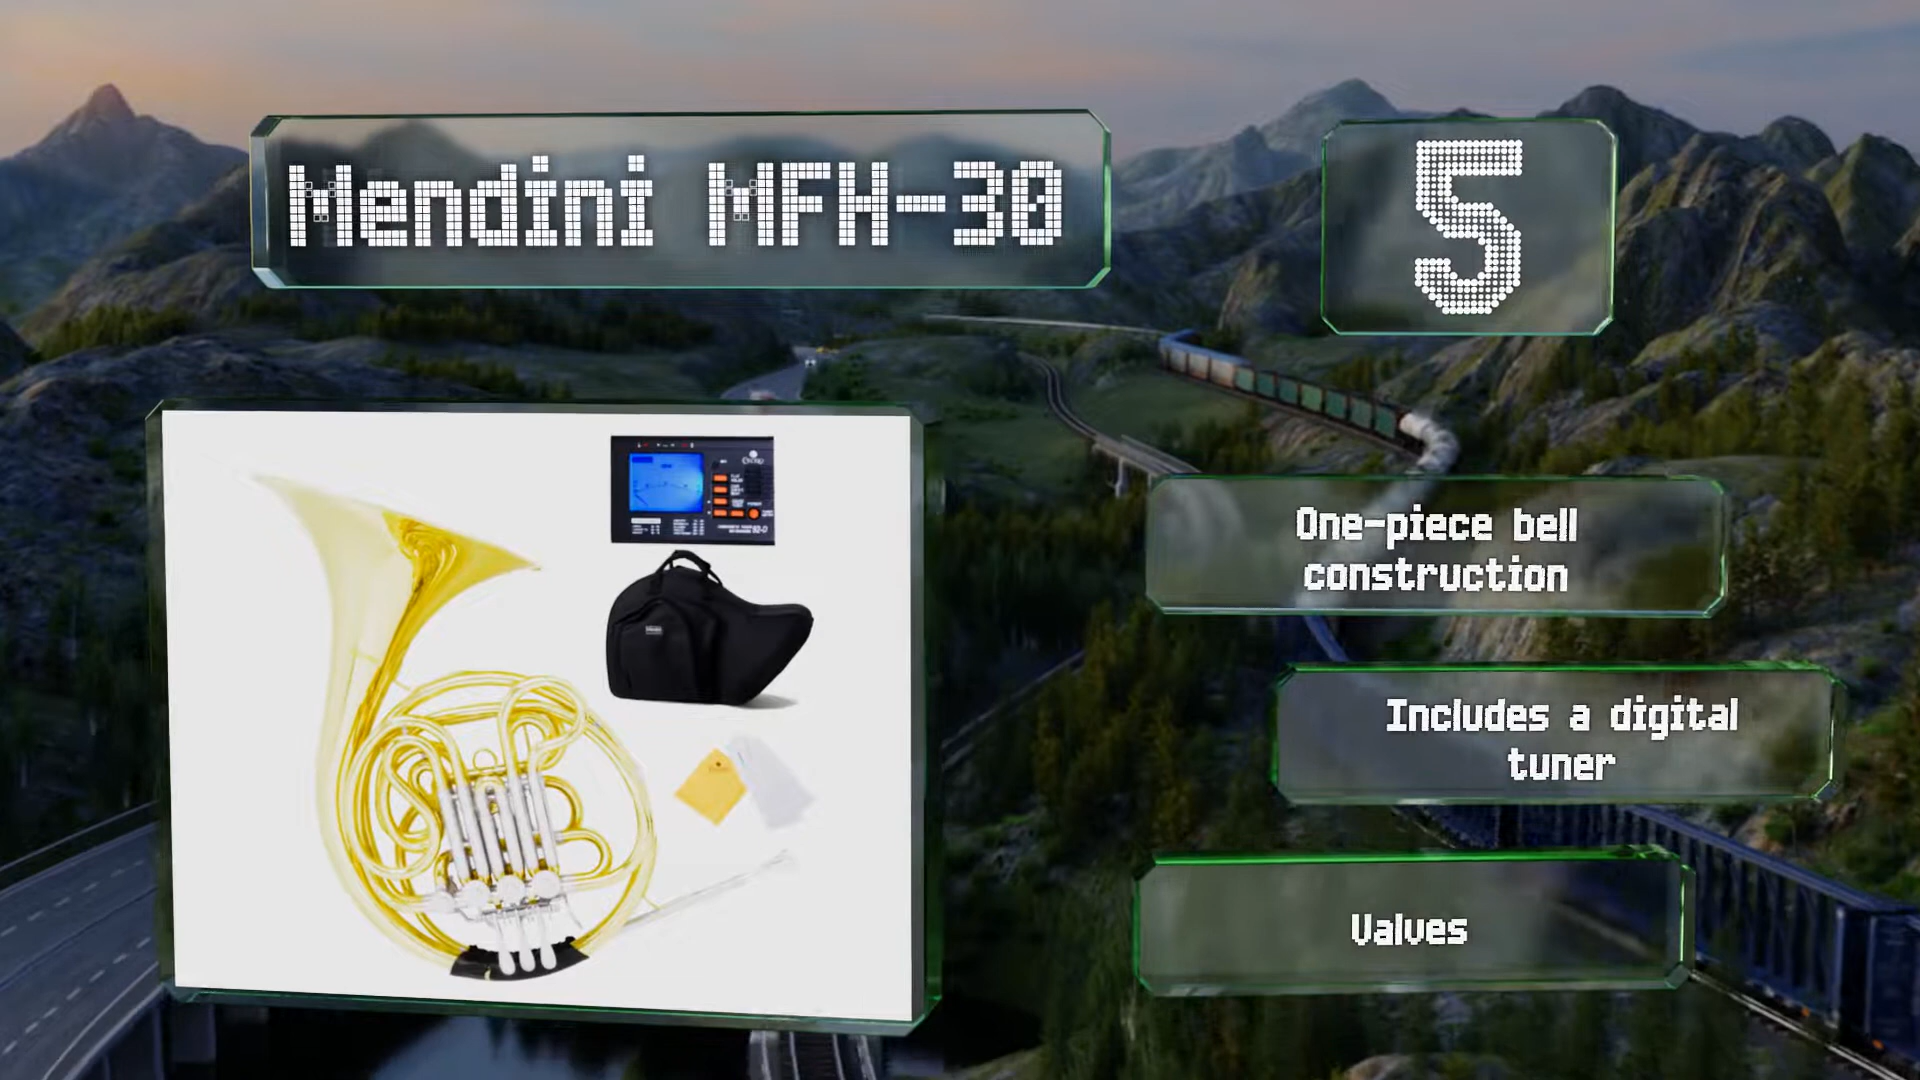 Mendini MFH-30
5
One-piece bell
construction
Includes a digital
tuner
Valves